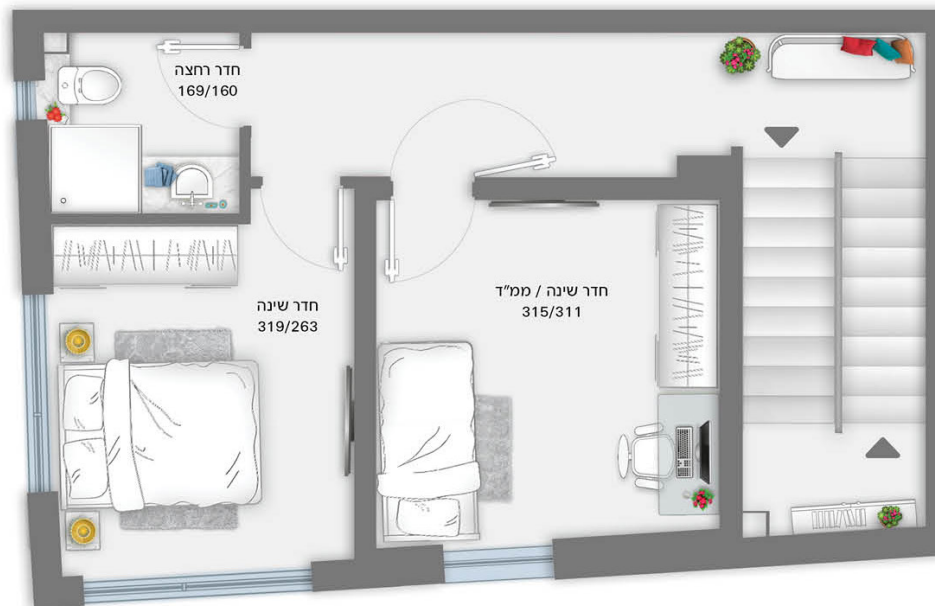 חדר רחצה
169/160
חדר שינה / ממ״ד
315/311
חדר שינה
319/263